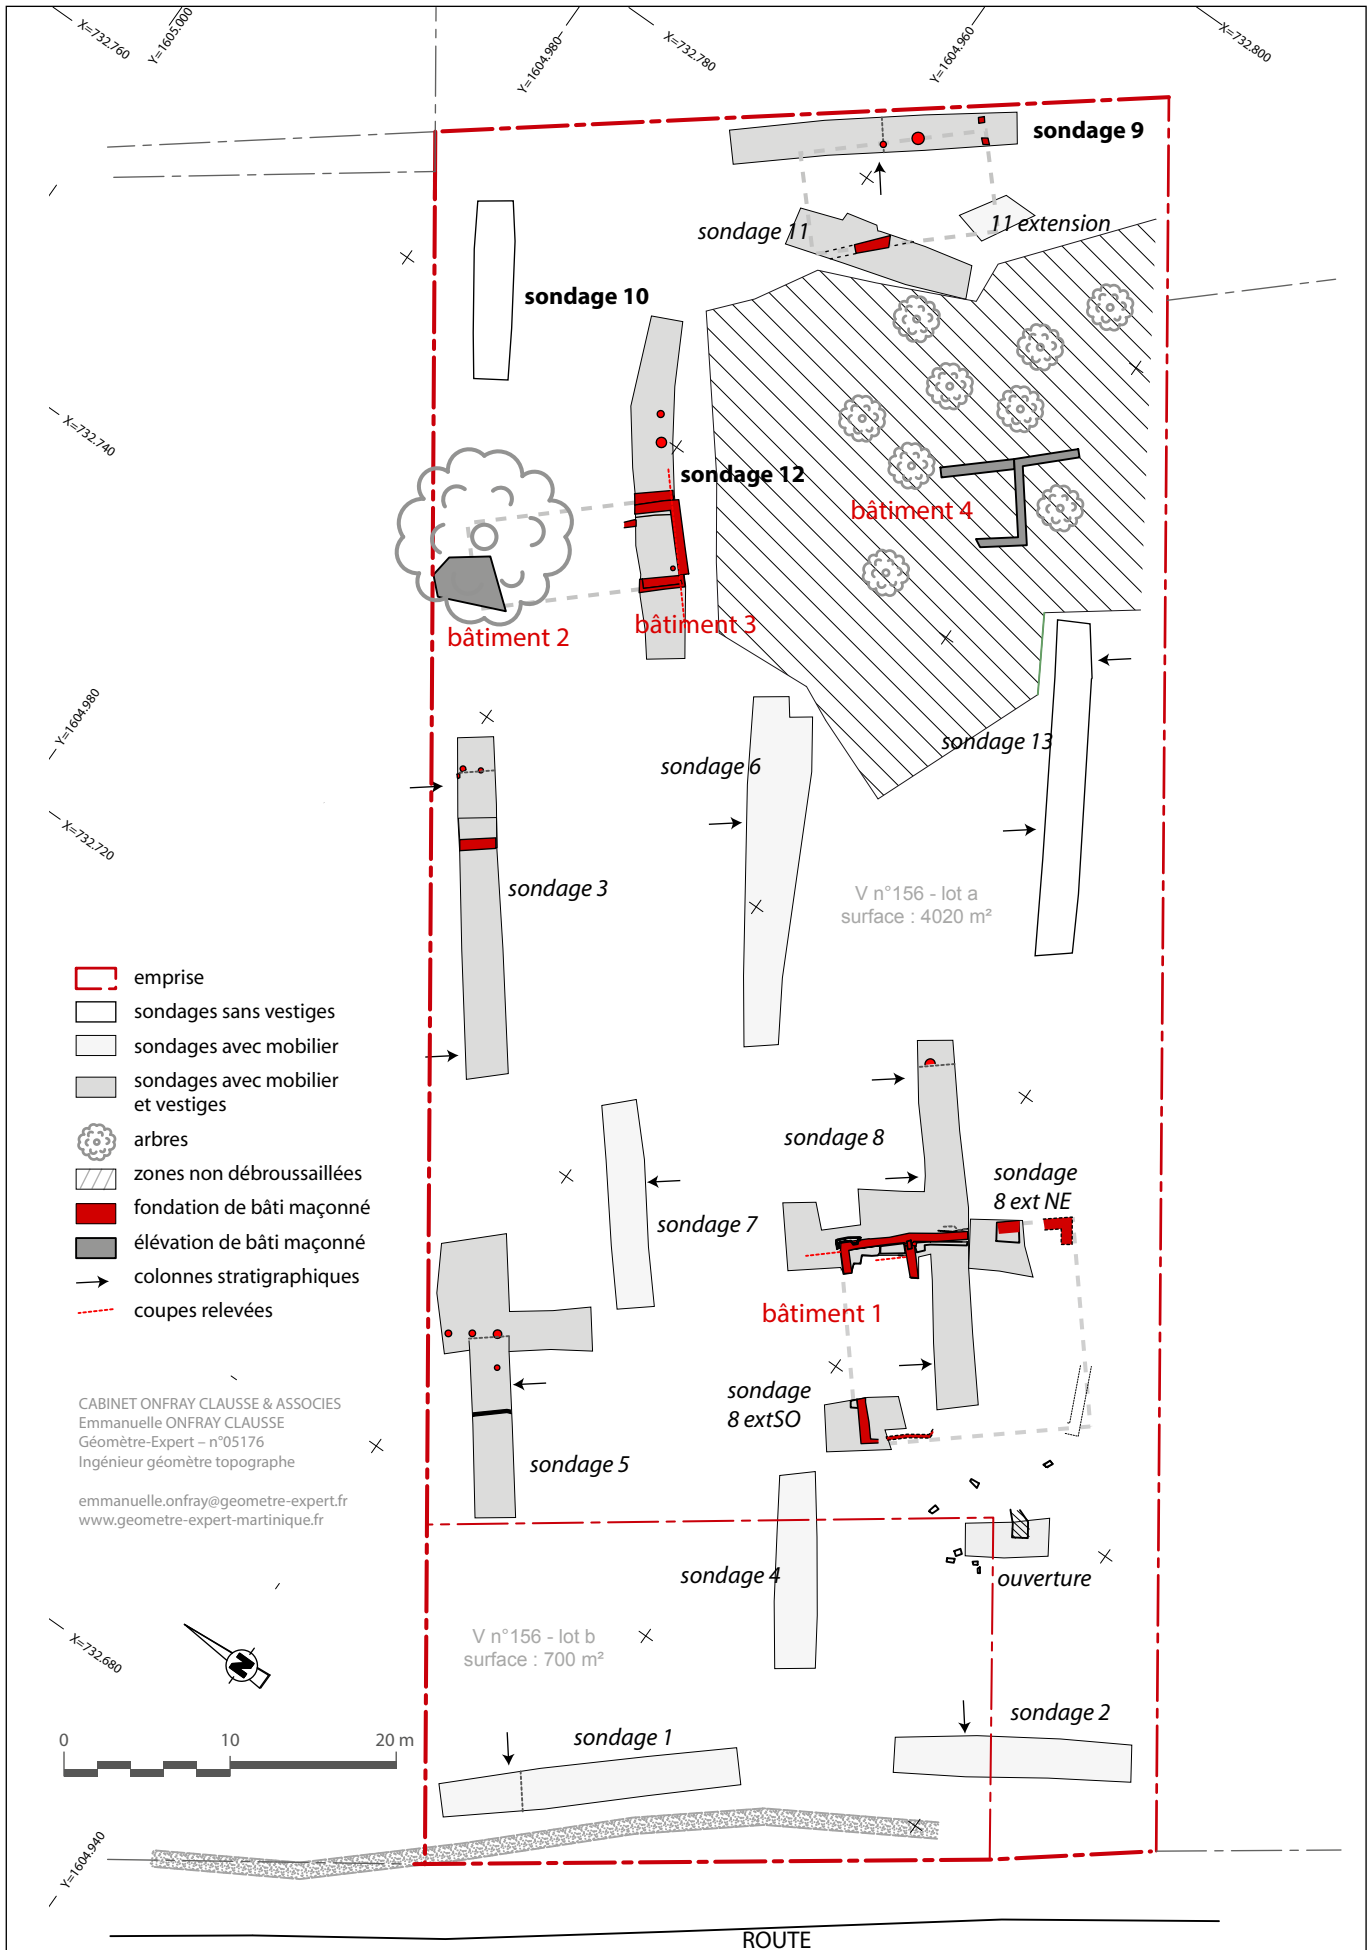 X=732.760
Y=1605.000
Y=1604.980
X=732.780
Y=1604.960
X=732.800
sondage 9
sondage 11
11 extension
sondage 10
X=732.740
sondage 12
bâtiment 4
bâtiment 2
bâtiment 3
Y=1604.980
sondage 6
sondage 13
X=732.720
sondage 3
V n°156 - lot a
surface : 4020 m²
emprise
sondages sans vestiges
sondages avec mobilier
sondages avec mobilier
et vestiges
arbres
zones non débroussaillées
fondation de bâti maçonné
élévation de bâti maçonné
colonnes stratigraphiques
coupes relevées
sondage 8
sondage
8 ext NE
sondage 7
bâtiment 1
sondage
8 extSO
CABINET ONFRAY CLAUSSE & ASSOCIES
Emmanuelle ONFRAY CLAUSSE
Géomètre-Expert – n°05176
Ingénieur géomètre topographe
emmanuelle.onfray@geometre-expert.fr
www.geometre-expert-martinique.fr
sondage 5
sondage 4
ouverture
X=732.680
N
V n°156 - lot b
surface : 700 m²
0 10 20 m
sondage 1
sondage 2
Y=1604.940
ROUTE